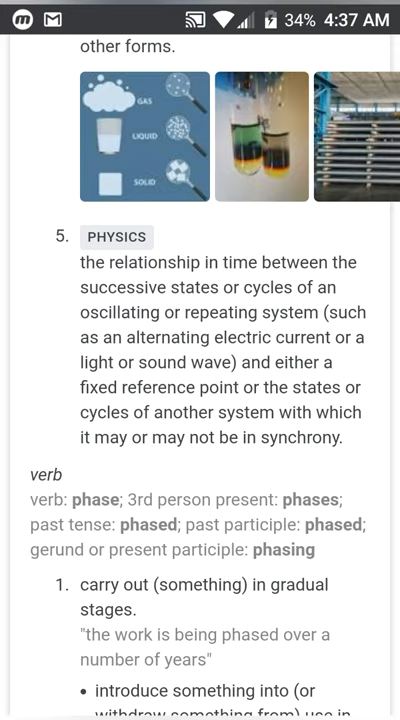 34% 4:37 AM
other forms.
GAS
LIQUID
SOLID
5. PHYSICS
the relationship in time between the
successive states or cycles of an
oscillating or repeating system (such
as an alternating electric current or a
light or sound wave) and either a
fixed reference point or the states or
cycles of another system with which
it may or may not be in synchrony.
verb
verb: phase; 3rd person present: phases;
past tense: phased; past participle: phased;
gerund or present participle: phasing
1. carry out (something) in gradual
stages.
"the work is being phased over a
number of years"
• introduce something into (or
withdraw something from) use in